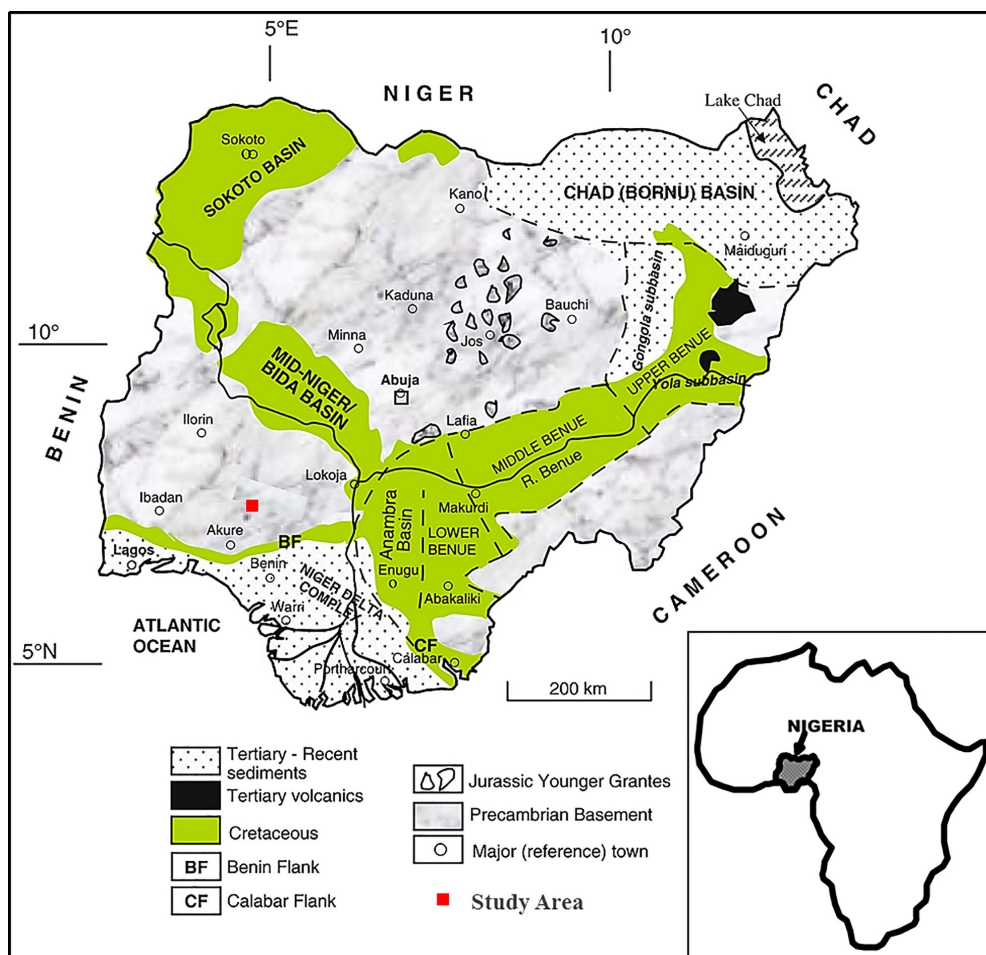 5°E
10°
NIGER
CHAD
Lake Chad
Sokoto
SOKOTO BASIN
Kano
CHAD (BORNU) BASIN
Maiduguri
Kaduna
Bauchi
Jos
Gongola subbasin
10°
Minna
MID-NIGER/
BIDA BASIN
Abuja
UPPER BENUE
Yola subbasin
BENIN
Ilorin
Lafia
MIDDLE BENUE
R. Benue
Lokoja
Ibadan
Makurdi
Akure
BF
Anambra
Basin
LOWER
BENUE
Lagos
Benin
Enugu
Abakaliki
NIGER DELTA
COMPLEX
Warri
CAMEROON
ATLANTIC
OCEAN
CF
Calabar
5°N
Portharcourt
200 km
NIGERIA
Tertiary - Recent
sediments
Tertiary volcanics
Cretaceous
BF
Benin Flank
CF
Calabar Flank
Jurassic Younger Grantes
Precambrian Basement
Major (reference) town
Study Area